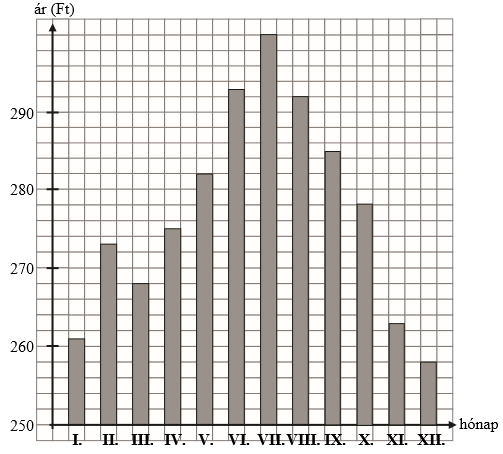 ár (Ft)
290
280
270
260
250
hónap
I. II. III. IV. V. VI. VII. VIII. IX. X. XI. XII.